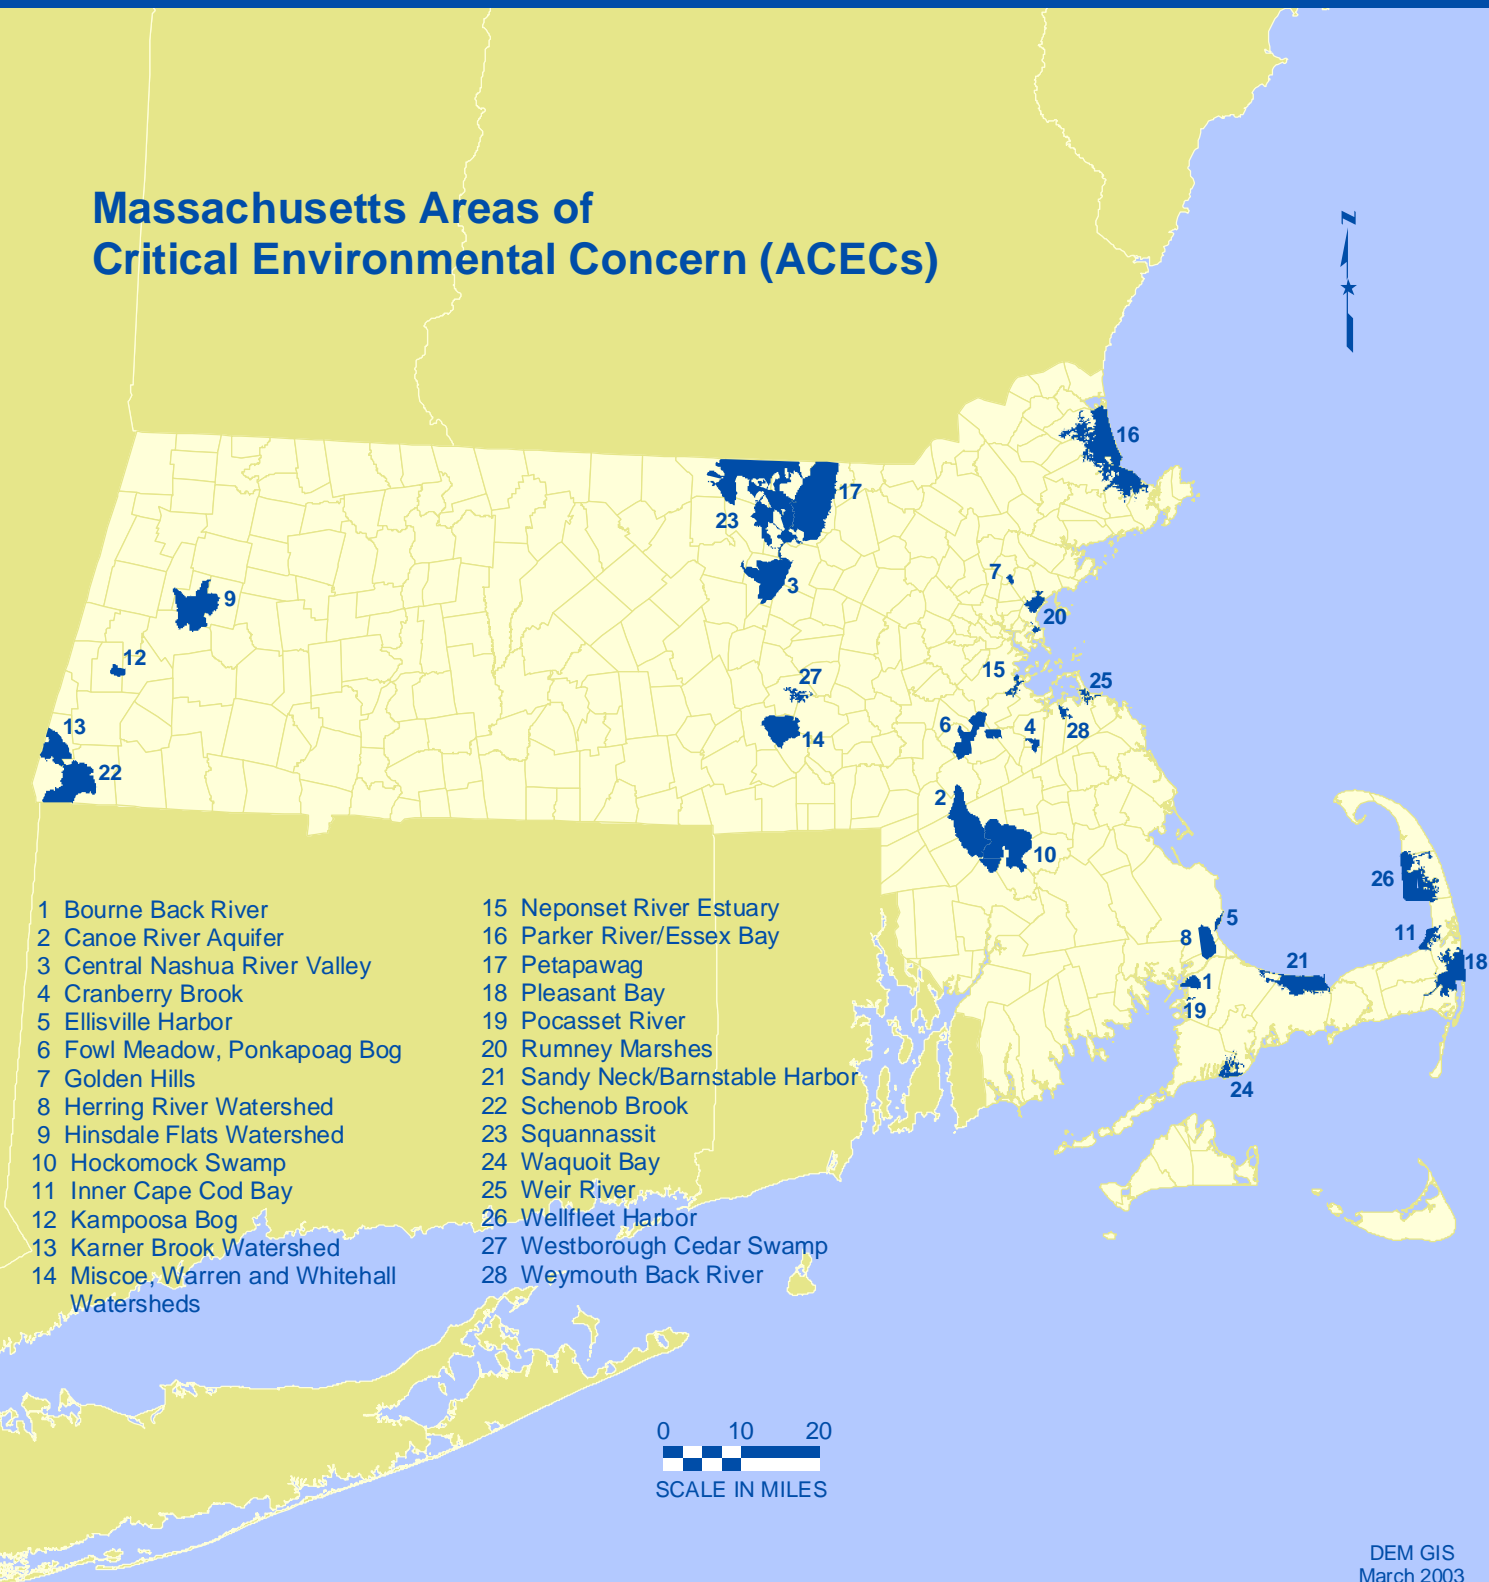 Massachusetts Areas of
Critical Environmental Concern (ACECs)
N
16
17
23
3
7
9
20
12
27
15
25
13
6
4
28
14
22
2
10
26
5
8
11
21
18
1
19
24
1 Bourne Back River
2 Canoe River Aquifer
3 Central Nashua River Valley
4 Cranberry Brook
5 Ellisville Harbor
6 Fowl Meadow, Ponkapoag Bog
7 Golden Hills
8 Herring River Watershed
9 Hinsdale Flats Watershed
10 Hockomock Swamp
11 Inner Cape Cod Bay
12 Kampoosa Bog
13 Karner Brook Watershed
14 Miscoe, Warren and Whitehall
Watersheds
15 Neponset River Estuary
16 Parker River/Essex Bay
17 Petapawag
18 Pleasant Bay
19 Pocasset River
20 Rumney Marshes
21 Sandy Neck/Barnstable Harbor
22 Schenob Brook
23 Squannassit
24 Waquoit Bay
25 Weir River
26 Wellfleet Harbor
27 Westborough Cedar Swamp
28 Weymouth Back River
0 10 20
SCALE IN MILES
DEM GIS
March 2003